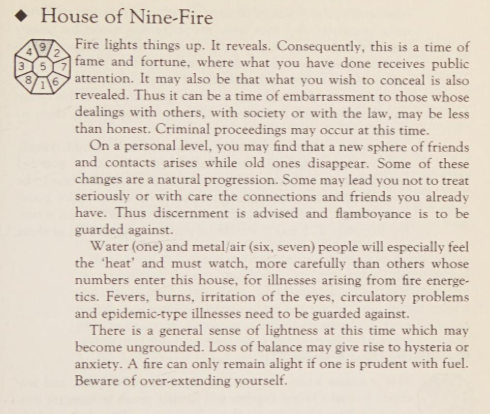 ◆ House of Nine-Fire
4 9 2
3 5 7
8 1 6
Fire lights things up. It reveals. Consequently, this is a time of
fame and fortune, where what you have done receives public
attention. It may also be that what you wish to conceal is also
revealed. Thus it can be a time of embarrassment to those whose
dealings with others, with society or with the law, may be less
than honest. Criminal proceedings may occur at this time.
On a personal level, you may find that a new sphere of friends
and contacts arises while old ones disappear. Some of these
changes are a natural progression. Some may lead you not to treat
seriously or with care the connections and friends you already
have. Thus discernment is advised and flamboyance is to be
guarded against.
Water (one) and metal/air (six, seven) people will especially feel
the ‘heat’ and must watch, more carefully than others whose
numbers enter this house, for illnesses arising from fire energe-
tics. Fevers, burns, irritation of the eyes, circulatory problems
and epidemic-type illnesses need to be guarded against.
There is a general sense of lightness at this time which may
become ungrounded. Loss of balance may give rise to hysteria or
anxiety. A fire can only remain alight if one is prudent with fuel.
Beware of over-extending yourself.